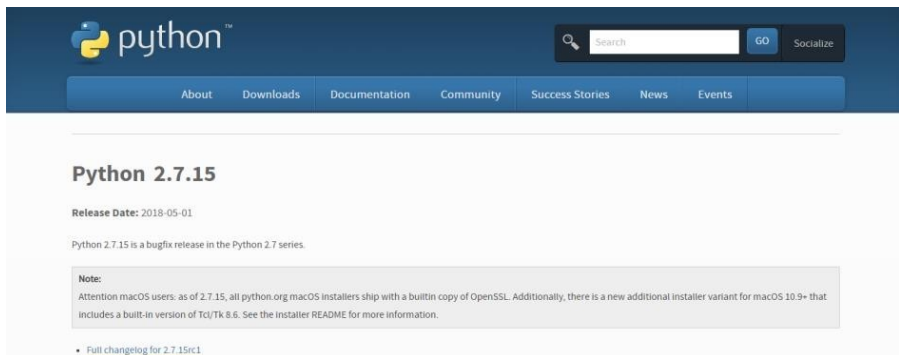 python™
Search
GO
Socialize
About
Downloads
Documentation
Community
Success Stories
News
Events
Python 2.7.15
Release Date: 2018-05-01
Python 2.7.15 is a bugfix release in the Python 2.7 series.
Note:
Attention macOS users: as of 2.7.15, all python.org macOS installers ship with a builtin copy of OpenSSL. Additionally, there is a new additional installer variant for macOS 10.9+ that
includes a built-in version of Tcl/Tk 8.6. See the installer README for more information.
• Full changelog for 2.7.15rc1